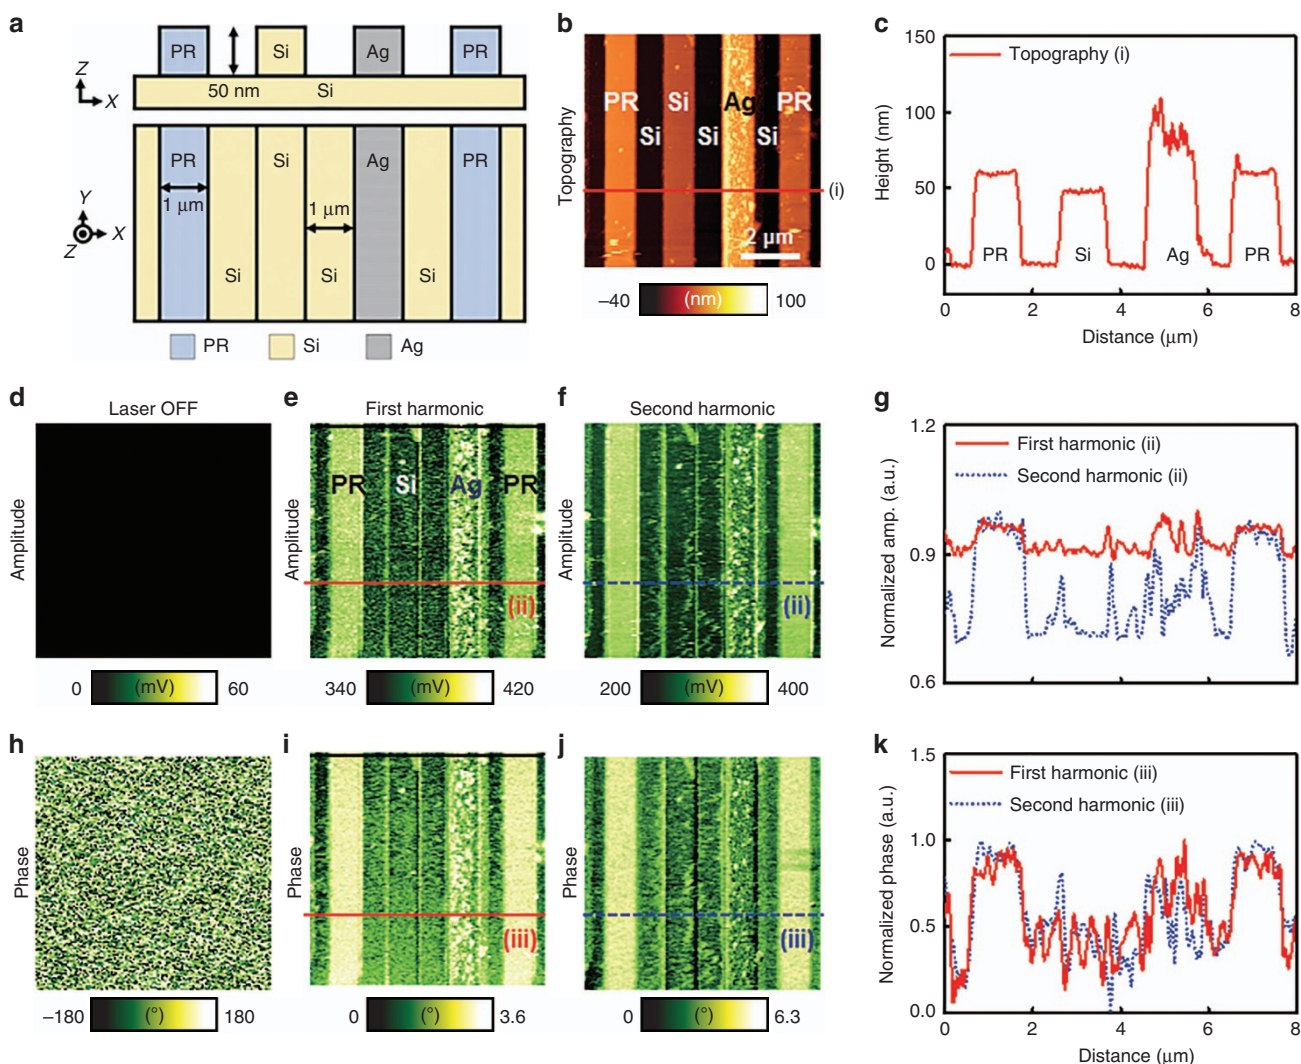 a
PR
Si
Ag
PR
Z
X
50 nm
Si
PR
Si
Ag
PR
1 µm
1 µm
Y
X
Z
Si
Si
Si
PR
Si
Ag
b
Topography
PR
Si
Ag
PR
Si
Si
Si
(i)
2 µm
–40
(nm)
100
c
150
Topography (i)
100
50
0
Height (nm)
PR
Si
Ag
PR
0
2
4
6
8
Distance (µm)
d
Laser OFF
Amplitude
0
(mV)
60
e
First harmonic
Amplitude
PR
Si
Ag
PR
(ii)
340
(mV)
420
f
Second harmonic
Amplitude
(ii)
200
(mV)
400
g
1.2
First harmonic (ii)
Second harmonic (ii)
0.9
0.6
Normalized amp. (a.u.)
h
Phase
–180
(°)
180
i
Phase
(iii)
0
(°)
3.6
j
Phase
(iii)
0
(°)
6.3
k
1.5
First harmonic (iii)
Second harmonic (iii)
1.0
0.5
0.0
Normalized phase (a.u.)
0
2
4
6
8
Distance (µm)